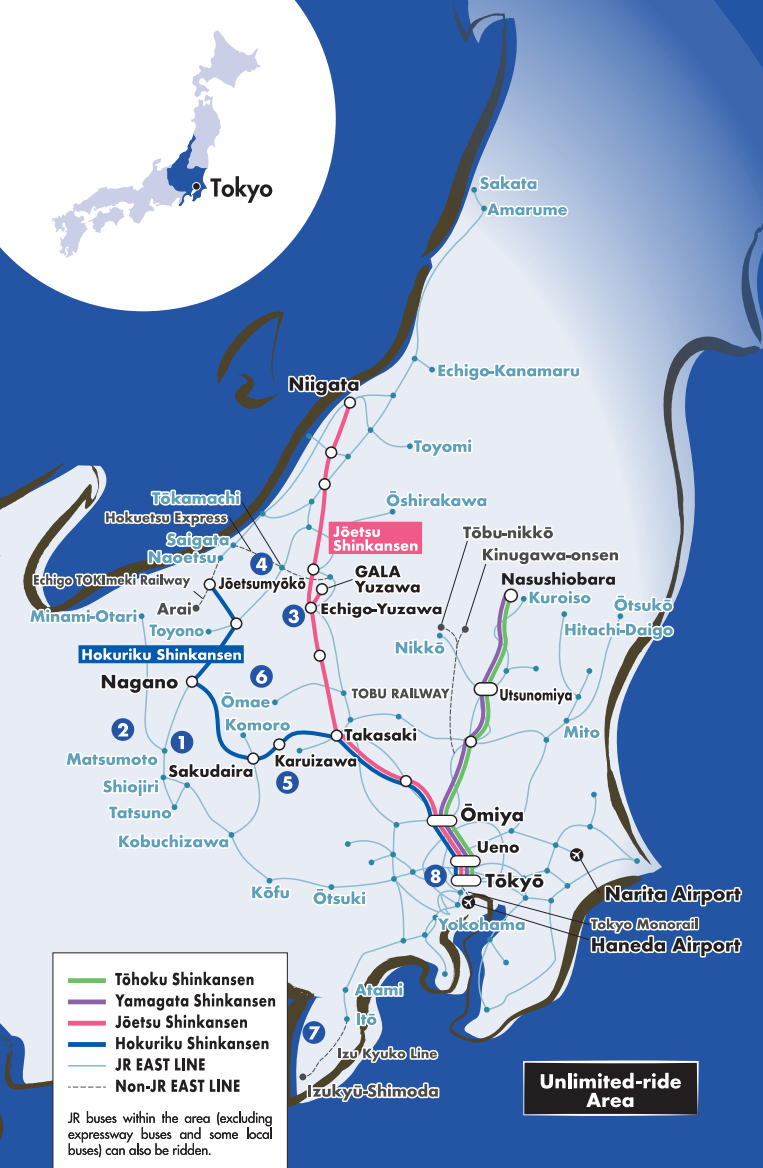 Tokyo
Sakata
Amarume
Echigo-Kanamaru
Niigata
Toyomi
Tōkamachi
Ōshirakawa
Hokuetsu Express
Jōetsu
Shinkansen
Tōbu-nikkō
Saigata
Kinugawa-onsen
Naoetsu
4
GALA
Yuzawa
Nasushiobara
Echigo TOKImeki Railway
Jōetsumyōkō
Kuroiso
Arai
3
Echigo-Yuzawa
Ōtsukō
Minami-Otari
Toyono
Hitachi-Daigo
Nikkō
Hokuriku Shinkansen
6
Nagano
TOBU RAILWAY
Utsunomiya
Ōmae
2
Komoro
Takasaki
Mito
1
Matsumoto
Sakudaira
Karuizawa
5
Shiojiri
Tatsuno
Ōmiya
Kobuchizawa
Ueno
8
Tōkyō
Kōfu
Ōtsuki
Narita Airport
Yokohama
Tokyo Monorail
Haneda Airport
Tōhoku Shinkansen
Yamagata Shinkansen
Jōetsu Shinkansen
Hokuriku Shinkansen
JR EAST LINE
Non-JR EAST LINE
JR buses within the area (excluding
expressway buses and some local
buses) can also be ridden.
Atami
Itō
7
Izu Kyuko Line
Izukyū-Shimoda
Unlimited-ride
Area